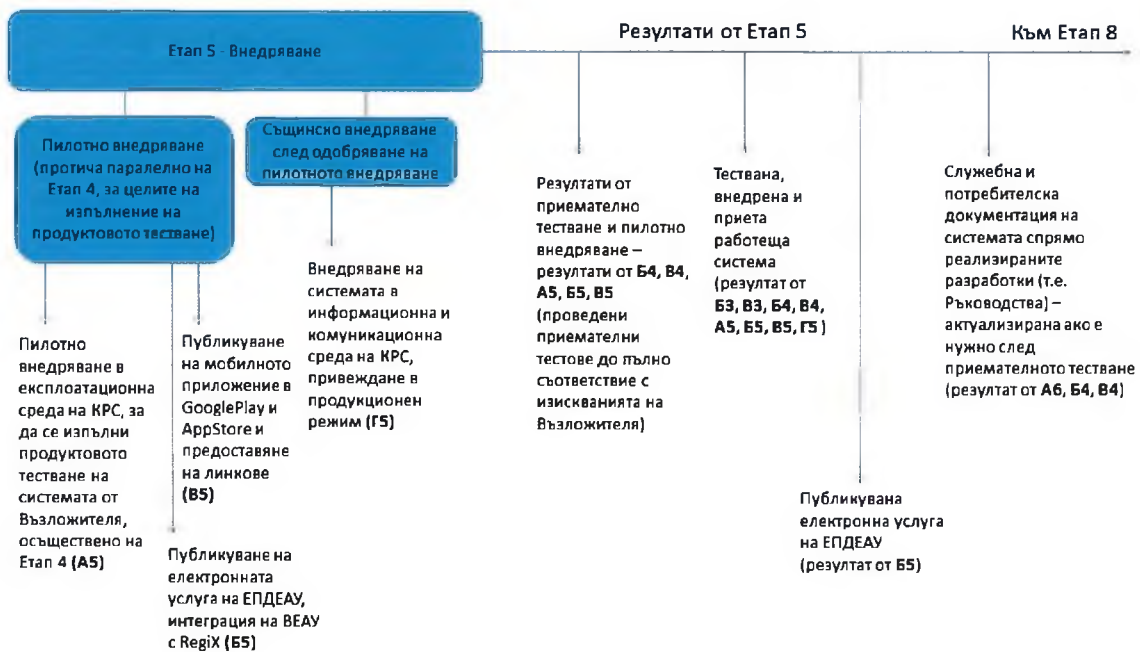 Етап 5 - Внедряване
Резултати от Етап 5
Към Етап 8
Пилотно внедряване
(протича паралелно на
Етап 4, за целите на
изпълнение на
продуктовото тестване)
Същинско внедряване
след одобряване на
пилотното внедряване
Пилотно
внедряване в
експлоатационна
среда на КРС, за
да се изпълни
продуктовото
тестване на
системата от
Възложителя,
осъществено на
Етап 4 (А5)
Публикуване
на мобилното
приложение в
GooglePlay и
AppStore и
предоставяне
на линкове
(В5)
Публикуване на
електронната
услуга на ЕПДЕАУ,
интеграция на ВЕАУ
с RegiX (Б5)
Внедряване на
системата в
информационна и
комуникационна
среда на КРС,
привеждане в
продукционен
режим (Г5)
Резултати от
приемателно
тестване и пилотно
внедряване –
резултати от Б4, В4,
А5, Б5, В5
(проведени
приемателни
тестове до пълно
съответствие с
изискванията на
Възложителя)
Тествана,
внедрена и
приета
работеща
система
(резултат от
Б3, В3, Б4, В4,
А5, Б5, В5, Г5)
Публикувана
електронна услуга
на ЕПДЕАУ
(резултат от Б5)
Служебна и
потребителска
документация на
системата спрямо
реализираните
разработки (т.е.
Ръководства) –
актуализирана ако е
нужно след
приемателното тестване
(резултат от А6, Б4, В4)